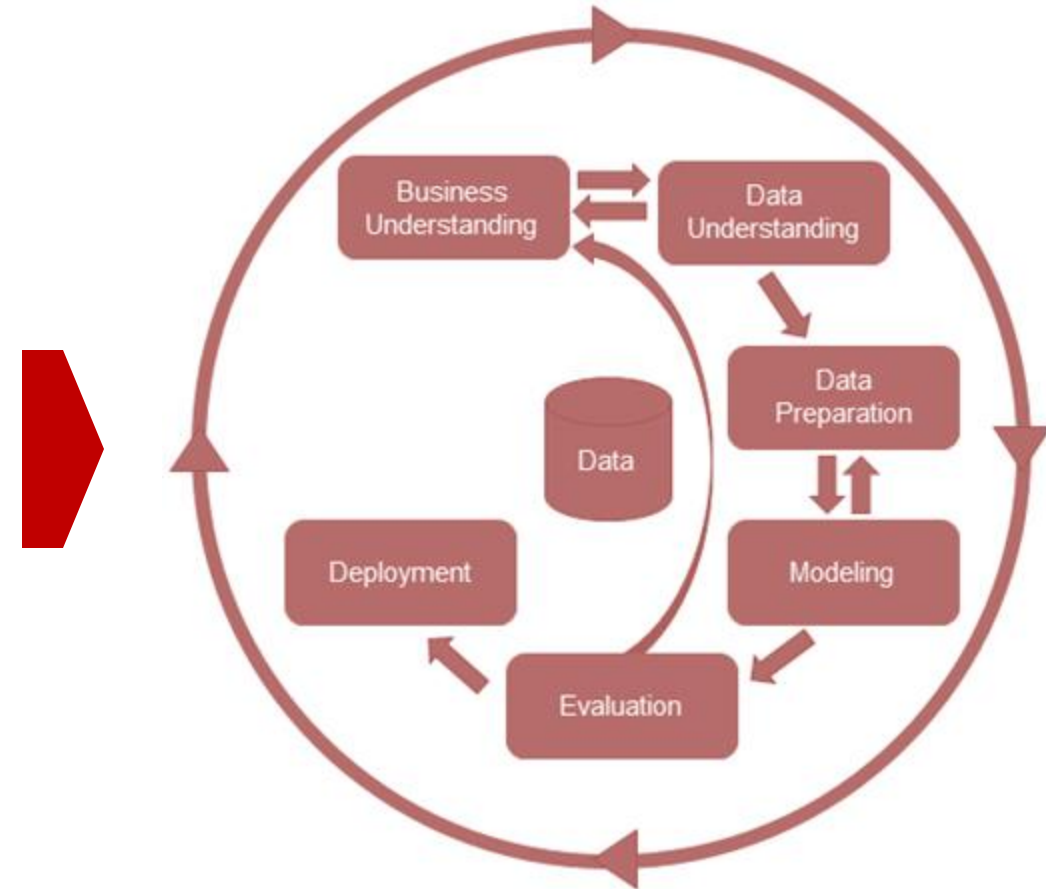 Business
Understanding
Data
Understanding
Data
Preparation
Data
Modeling
Deployment
Evaluation